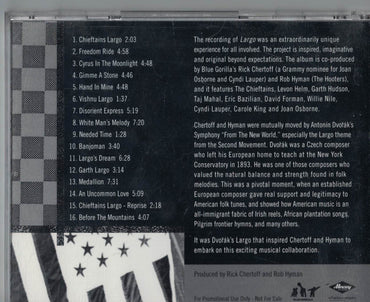 1. Chieftains Largo 2:03
2. Freedom Ride 4:58
3. Cyrus In The Moonlight 4:48
4. Gimme A Stone 4:46
5. Hand In Mine 4:48
6. Vishnu Largo
7. Disorient Express 5:19
8. White Man's Melody 7:20
9. Needed Time 1:28
10. Banjoman 3:40
11. Largo's Dream 6:28
12. Garth Largo 3:14
13. Medallion 7:31
14. An Uncommon Love 5:09
15. Chieftains Largo - Reprise 2:18
16. Before The Mountains 4:07
The recording of Largo was an extraordinarily unique
experience for all involved. The project is inspired, imaginative
and original beyond expectations. The album is co-produced
by Blue Gorilla's Rick Chertoff (a Grammy nominee for Joan
Osborne and Cyndi Lauper) and Rob Hyman (The Hooters),
and it features The Chieftains, Levon Helm, Garth Hudson,
Taj Mahal, Eric Bazilian, David Forman, Willie Nile,
Cyndi Lauper, Carole King and Joan Osborne.
Chertoff and Hyman were mutually moved by Antonin Dvořák's
Symphony "From The New World," especially the Largo theme
from the Second Movement. Dvořák was a Czech composer
who left his European home to teach at the New York
Conservatory in 1893. He was one of those composers who
valued the natural balance and strength found in folk
melodies. This was a pivotal moment, when an established
European composer gave real support and legitimacy to
American folk tunes, and showed how American music is an
all-immigrant fabric of Irish reels, African plantation songs,
Pilgrim frontier hymns, and many others.
It was Dvořák's Largo that inspired Chertoff and Hyman to
embark on this exciting musical collaboration.
Produced by Rick Chertoff and Rob Hyman
For Promotional Use Only - Not For Sale